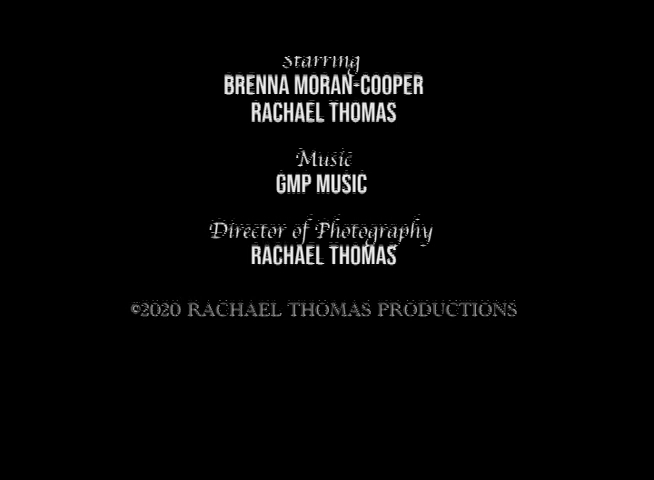 Starring
BRENNA MORAN-COOPER
RACHAEL THOMAS
Music
GMP MUSIC
Director of Photography
RACHAEL THOMAS
©2020 RACHAEL THOMAS PRODUCTIONS